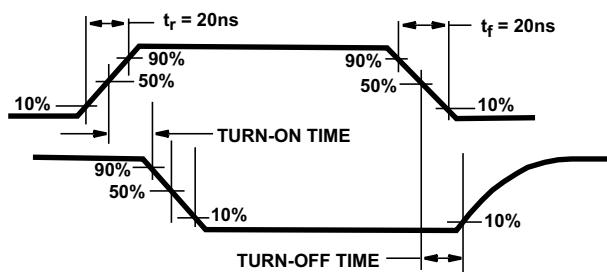 tr = 20ns
tf = 20ns
90%
50%
10%
90%
50%
10%
TURN-ON TIME
90%
50%
10%
10%
TURN-OFF TIME